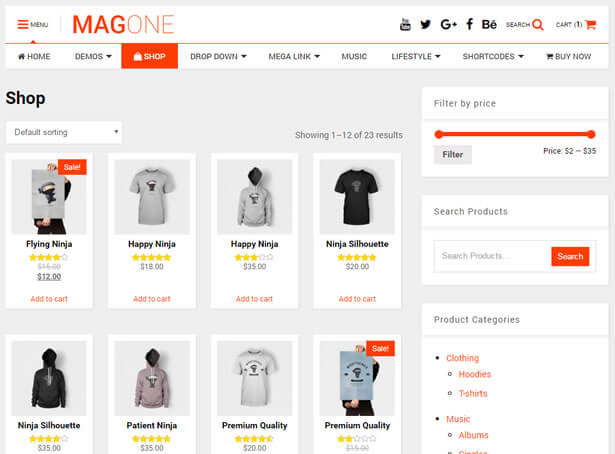 MENU
MAGONE
You Tube
G+
f
Bē
SEARCH
CART (1)
HOME
DEMOS
SHOP
DROP DOWN
MEGA LINK
MUSIC
LIFESTYLE
SHORTCODES
BUY NOW
Shop
Default sorting
Showing 1–12 of 23 results
Sale!
Flying Ninja
$15.00
$12.00
Add to cart
Happy Ninja
$18.00
Add to cart
Happy Ninja
$35.00
Add to cart
Ninja Silhouette
$20.00
Add to cart
Ninja Silhouette
$35.00
Patient Ninja
$35.00
Premium Quality
$20.00
Sale!
Premium Quality
$15.00
Filter by price
Filter
Price: $2 — $35
Search Products
Search Products…
Search
Product Categories
Clothing
Hoodies
T-shirts
Music
Albums
Singles